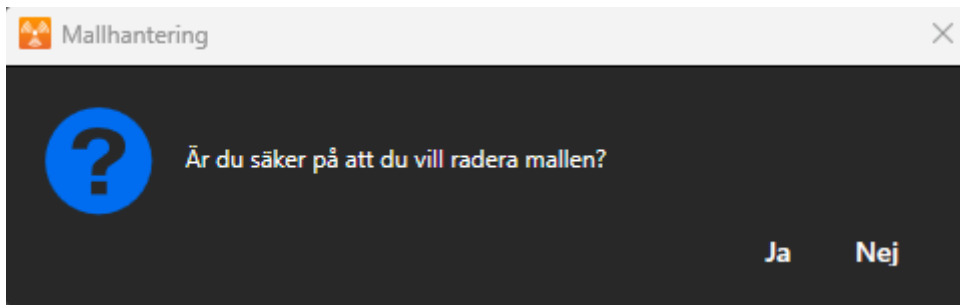 Mallhantering
Är du säker på att du vill radera mallen?
Ja Nej